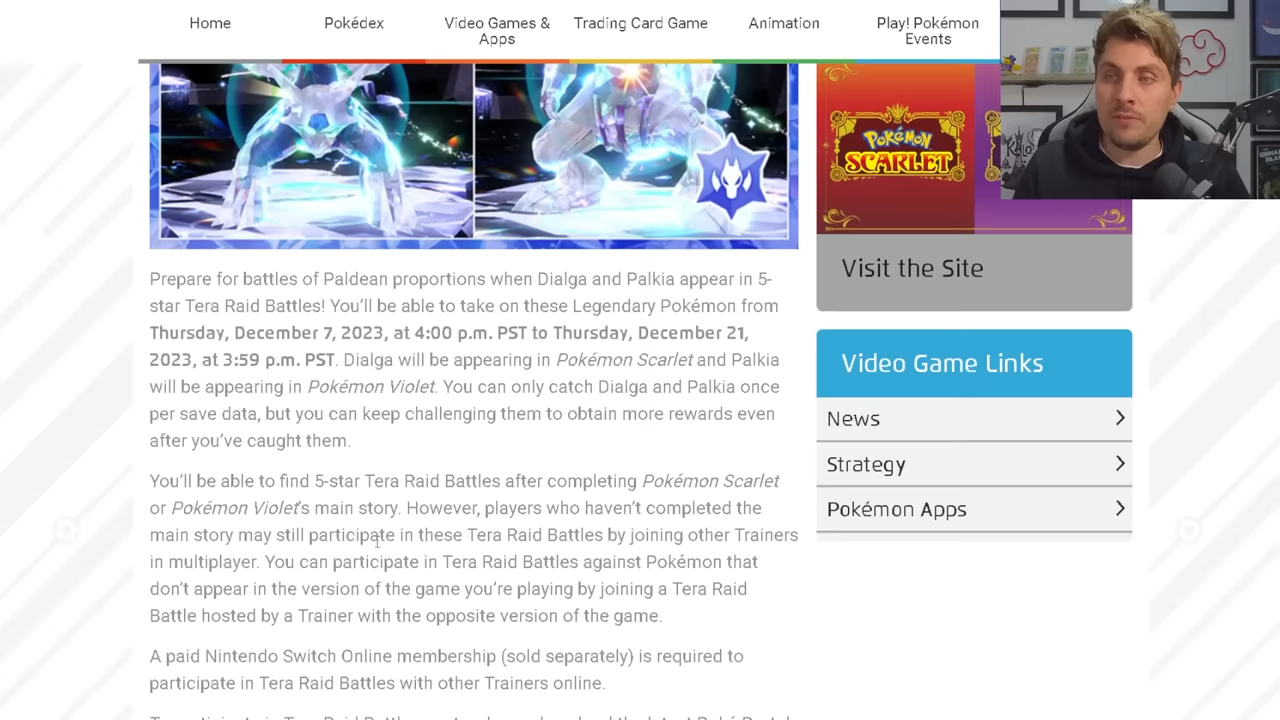 Home
Pokédex
Video Games &
Apps
Trading Card Game
Animation
Play! Pokémon
Events
POKéMON
SCARLET
Visit the Site
Prepare for battles of Paldean proportions when Dialga and Palkia appear in 5-
star Tera Raid Battles! You’ll be able to take on these Legendary Pokémon from
Thursday, December 7, 2023, at 4:00 p.m. PST to Thursday, December 21,
2023, at 3:59 p.m. PST. Dialga will be appearing in Pokémon Scarlet and Palkia
will be appearing in Pokémon Violet. You can only catch Dialga and Palkia once
per save data, but you can keep challenging them to obtain more rewards even
after you’ve caught them.
You’ll be able to find 5-star Tera Raid Battles after completing Pokémon Scarlet
or Pokémon Violet’s main story. However, players who haven’t completed the
main story may still participate in these Tera Raid Battles by joining other Trainers
in multiplayer. You can participate in Tera Raid Battles against Pokémon that
don’t appear in the version of the game you’re playing by joining a Tera Raid
Battle hosted by a Trainer with the opposite version of the game.
A paid Nintendo Switch Online membership (sold separately) is required to
participate in Tera Raid Battles with other Trainers online.
Video Game Links
News
Strategy
Pokémon Apps